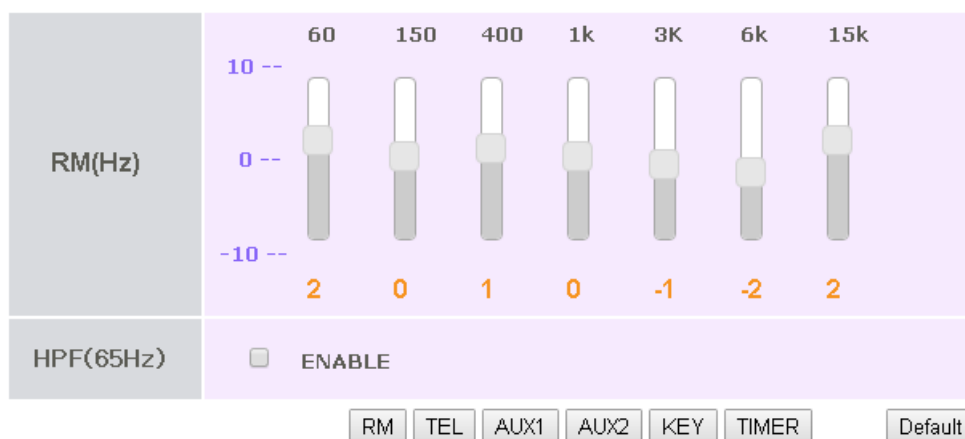 60 150 400 1k 3K 6k 15k
10 --
RM(Hz) 0 --
-10 --
2 0 1 0 -1 -2 2
HPF(65Hz) ENABLE
RM TEL AUX1 AUX2 KEY TIMER Default